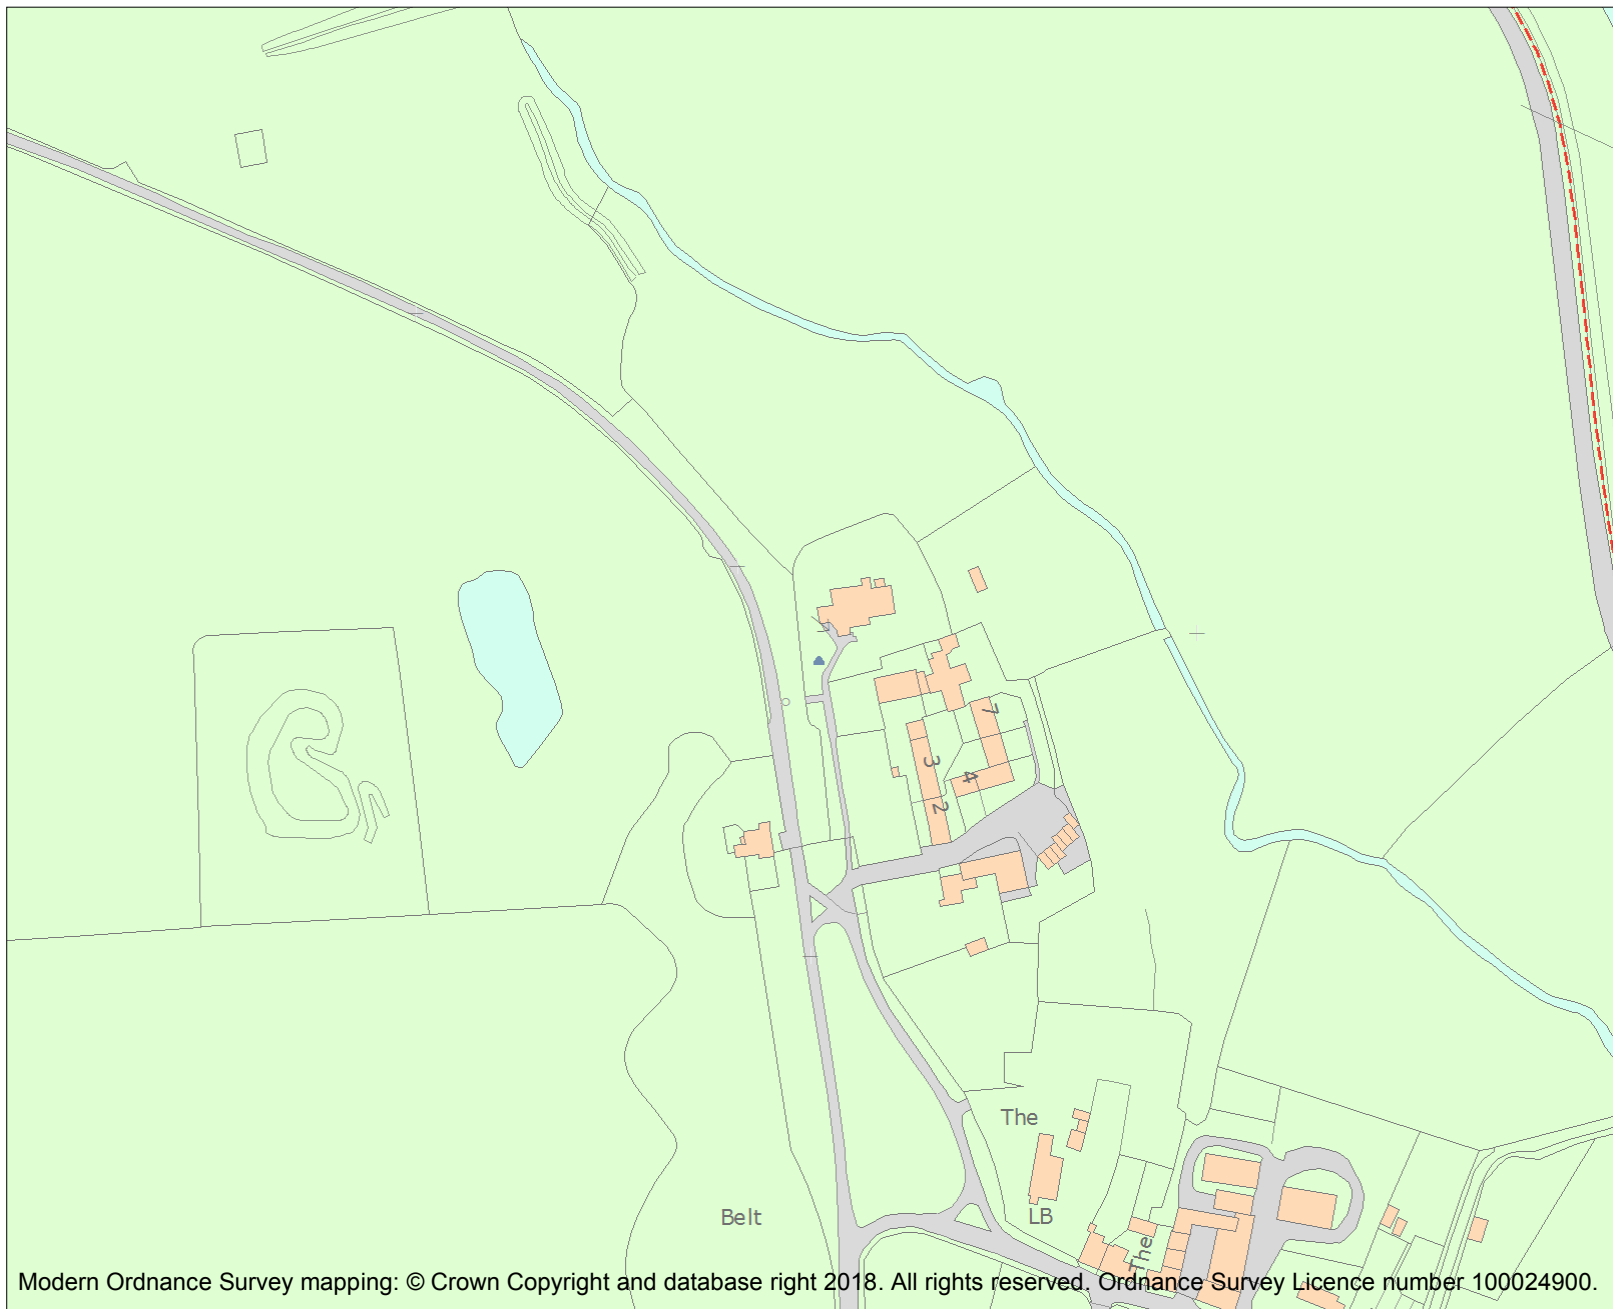 7
3
4
2
The
Belt
LB
The
Modern Ordnance Survey mapping: © Crown Copyright and database right 2018. All rights reserved. Ordnance Survey Licence number 100024900.